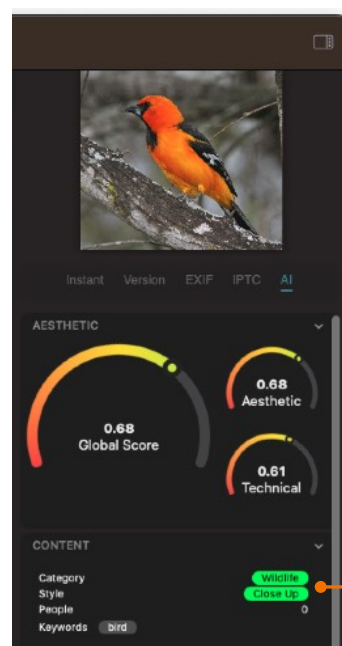 Instant Version EXIF IPTC AI
AESTHETIC
0.68
Global Score
0.68
Aesthetic
0.61
Technical
CONTENT
Category Wildlife
Style Close Up
People 0
Keywords bird